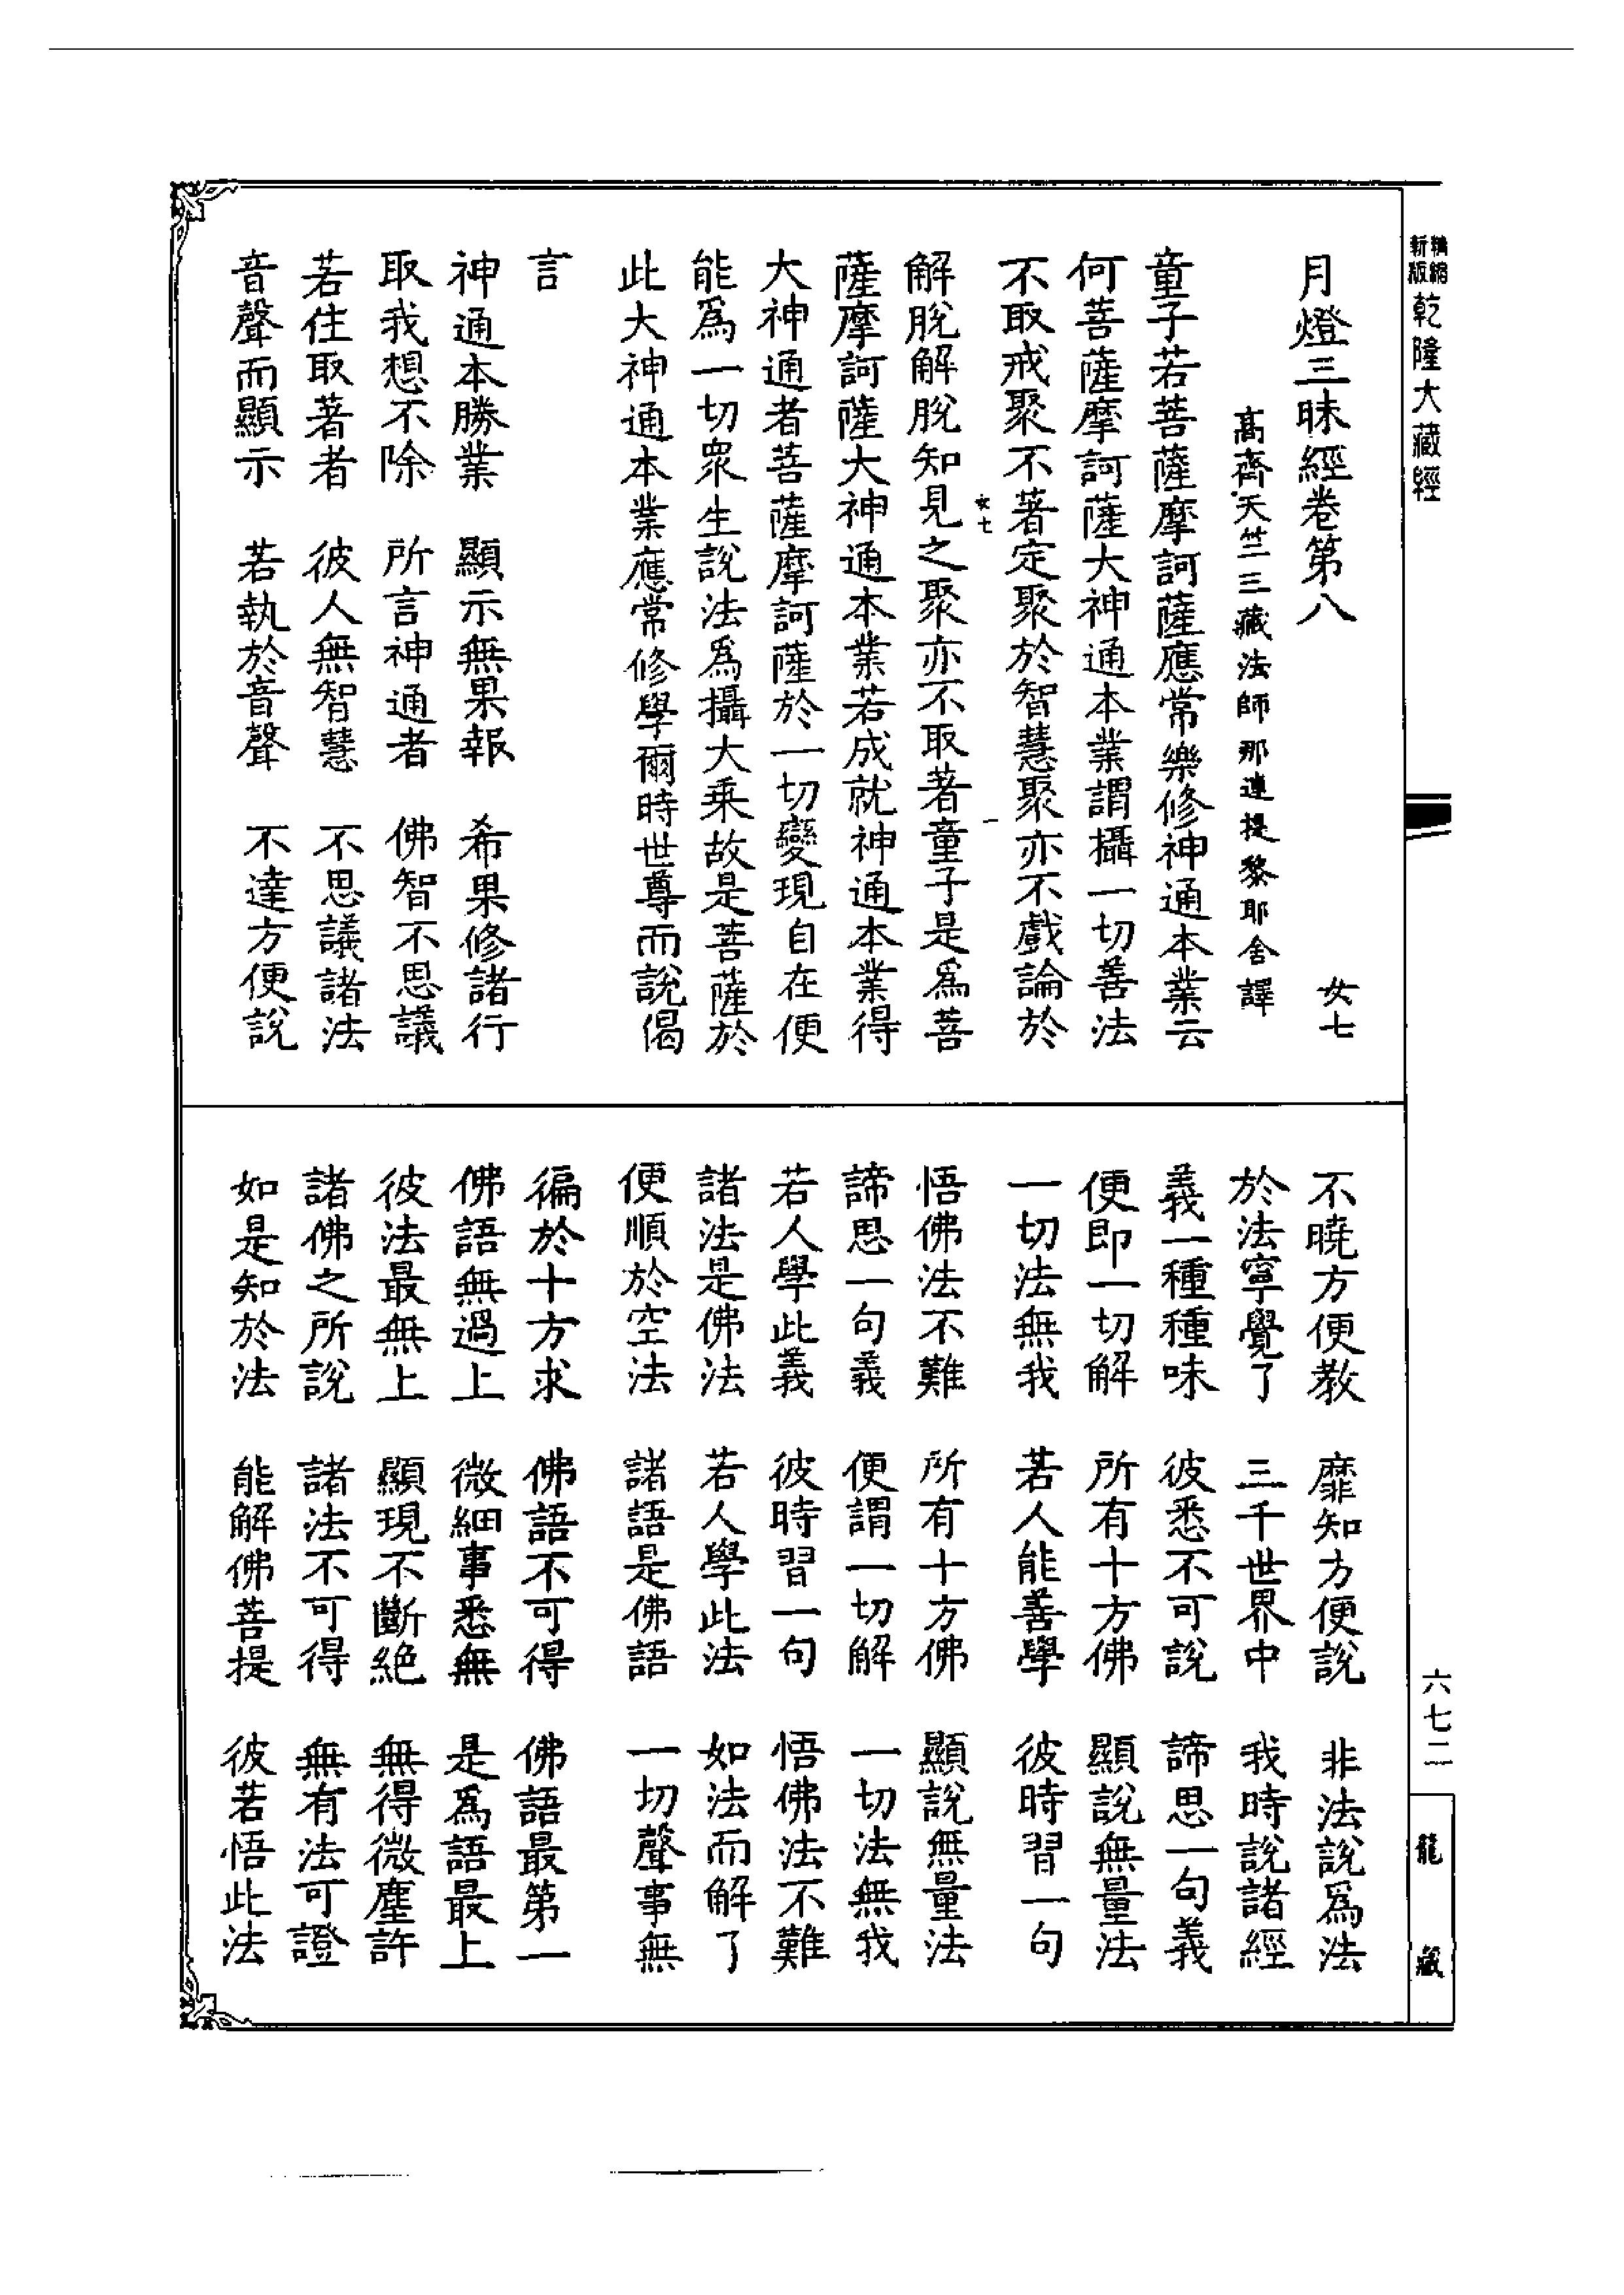 精縮新版乾隆大藏經
月燈三昧經卷第八 女七
高齊天竺三藏法師那連提黎耶舍譯
童子若菩薩摩訶薩應常樂修神通本業云
何菩薩摩訶薩大神通本業謂攝一切善法
不取戒聚不著定聚於智慧聚亦不戲論於
女七 一
解脫解脫知見之聚亦不取著童子是爲菩
薩摩訶薩大神通本業若成就神通本業得
大神通者菩薩摩訶薩於一切變現自在便
能爲一切眾生說法爲攝大乘故是菩薩於
此大神通本業應常修學爾時世尊而說偈
言
神通本勝業 顯示無果報 希果修諸行
取我想不除 所言神通者 佛智不思議
若住取著者 彼人無智慧 不思議諸法
音聲而顯示 若執於音聲 不達方便說
不曉方便教 靡知方便說 非法說爲法
於法寧覺了 三千世界中 我時說諸經
義一種種味 彼悉不可說 諦思一句義
便即一切解 所有十方佛 顯說無量法
一切法無我 若人能善學 彼時習一句
悟佛法不難 所有十方佛 顯說無量法
諦思一句義 便謂一切解 一切法無我
若人學此義 彼時習一句 悟佛法不難
諸法是佛法 若人學此法 如法而解了
便順於空法 諸語是佛語 一切聲事無
徧於十方求 佛語不可得 佛語最第一
佛語無過上 微細事悉無 是爲語最上
彼法最無上 顯現不斷絕 無得微塵許
諸佛之所說 諸法不可得 無有法可證
如是知於法 能解佛菩提 彼若悟此法
六七二
龍藏